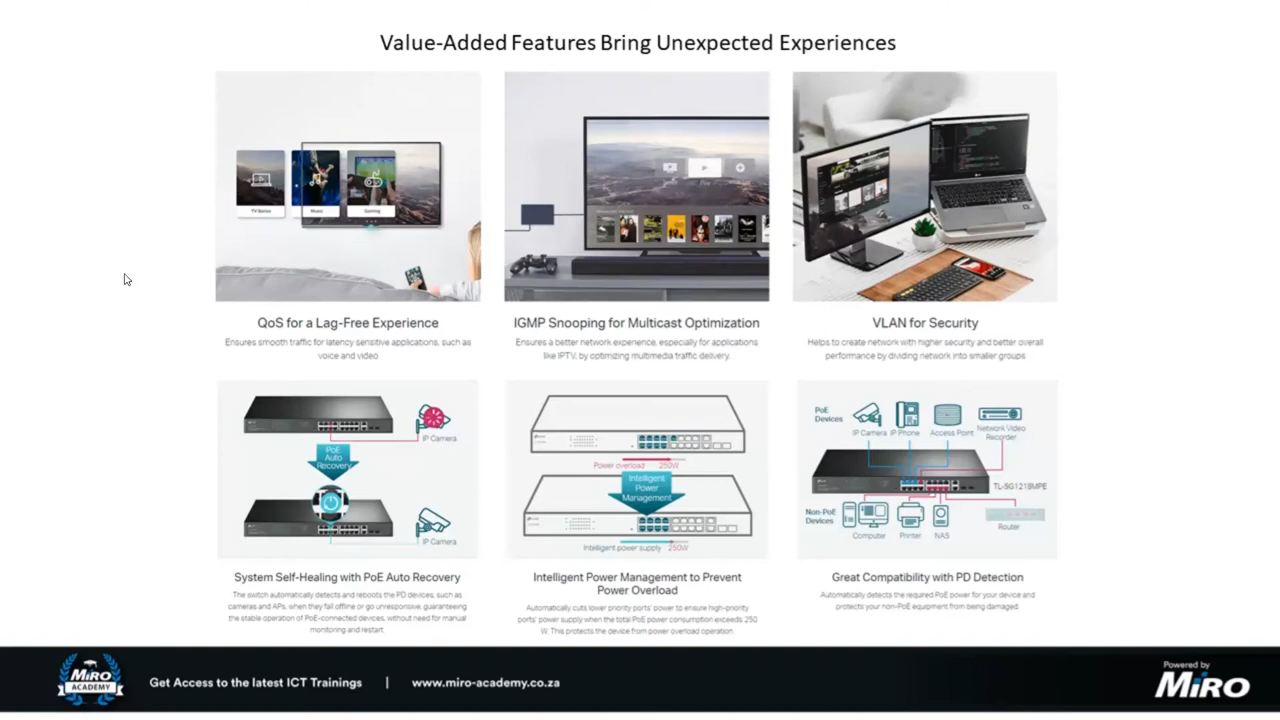 Value-Added Features Bring Unexpected Experiences
TV Series
Music
Gaming
QoS for a Lag-Free Experience
Ensures smooth traffic for latency sensitive applications, such as
voice and video
IGMP Snooping for Multicast Optimization
Ensures a better network experience, especially for applications
like IPTV, by optimizing multimedia traffic delivery.
VLAN for Security
Helps to create network with higher security and better overall
performance by dividing network into smaller groups
IP Camera
PoE
Auto
Recovery
IP Camera
System Self-Healing with PoE Auto Recovery
The switch automatically detects and reboots the PD devices, such as
cameras and APs, when they fall offline or go unresponsive, guaranteeing
the stable operation of PoE-connected devices, without need for manual
monitoring and restart.
Power overload 250W
Intelligent
Power
Management
Intelligent power supply 250W
Intelligent Power Management to Prevent
Power Overload
Automatically cuts lower priority ports' power to ensure high-priority
ports' power supply when the total PoE power consumption exceeds 250
W. This protects the device from power overload operation.
PoE
Devices
IP Camera
IP Phone
Access Point
Network Video
Recorder
TL-SG1218MPE
Non-PoE
Devices
Computer
Printer
NAS
Router
Great Compatibility with PD Detection
Automatically detects the required PoE power for your device and
protects your non-PoE equipment from being damaged.
MiRO
ACADEMY
Get Access to the latest ICT Trainings | www.miro-academy.co.za
Powered by
MiRO